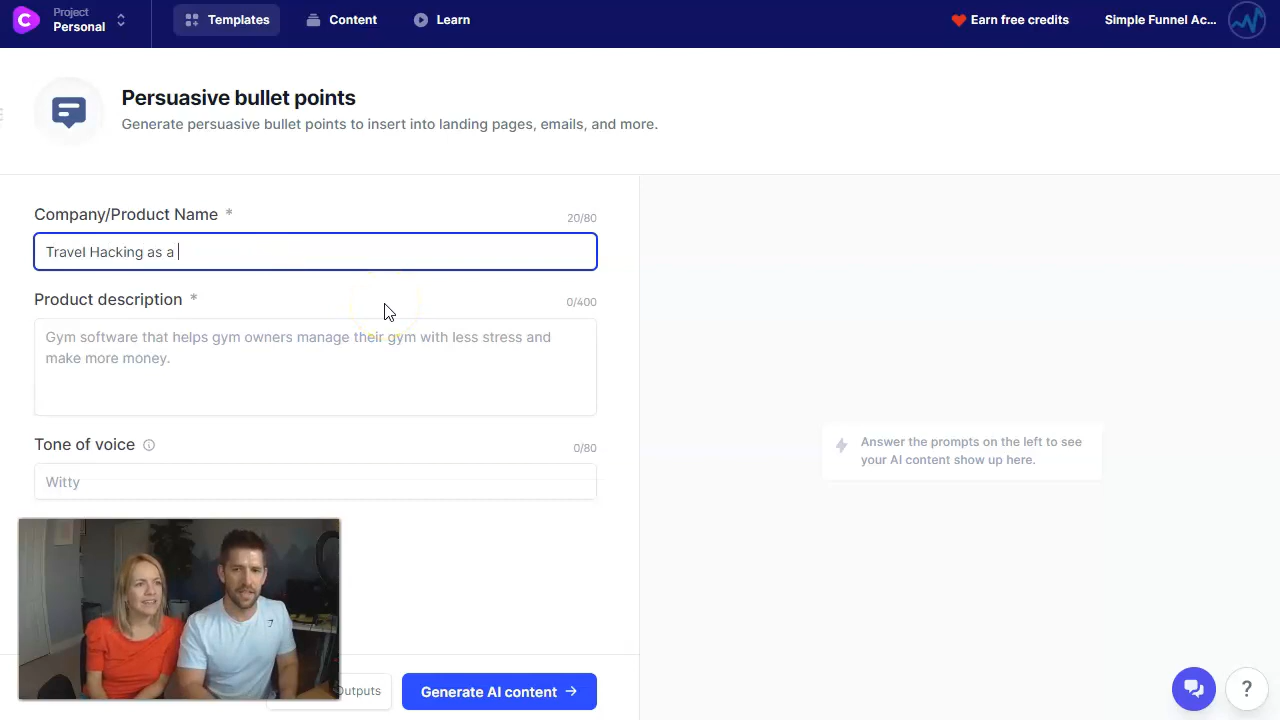 Project
Personal
Templates
Content
Learn
Earn free credits
Simple Funnel Ac...
Persuasive bullet points
Generate persuasive bullet points to insert into landing pages, emails, and more.
Company/Product Name *
20/80
Travel Hacking as a
Product description *
0/400
Gym software that helps gym owners manage their gym with less stress and
make more money.
Tone of voice
0/80
Witty
Answer the prompts on the left to see
your AI content show up here.
Outputs
Generate AI content →
?